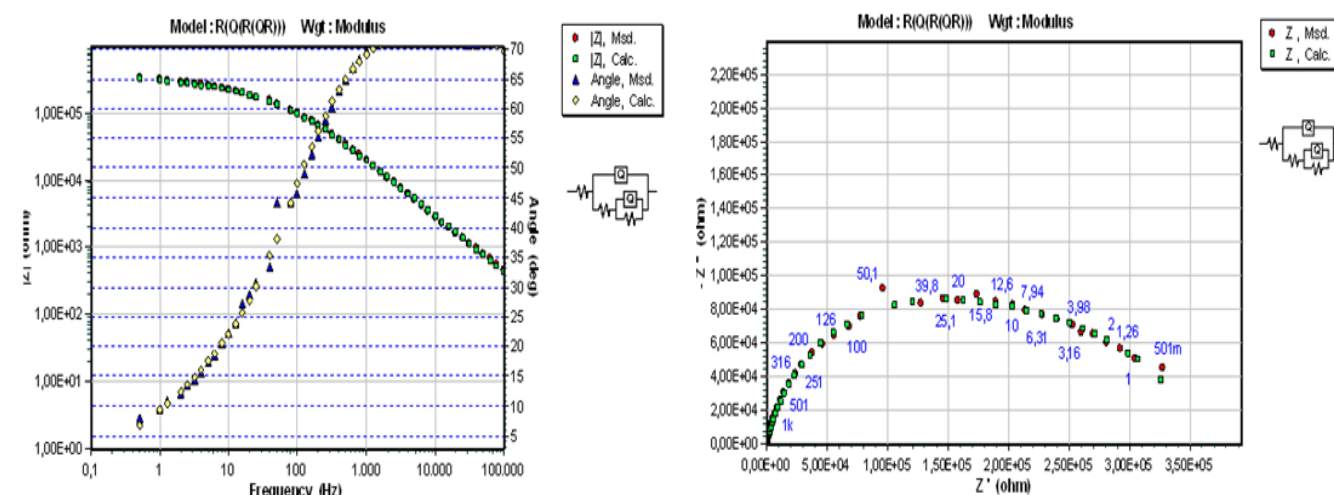 Model : R(Q(R(QR))) Wgt : Modulus
|Z|, Msd.
|Z|, Calc.
Angle, Msd.
Angle, Calc.
1,00E+05
1,00E+04
1,00E+03
1,00E+02
1,00E+01
1,00E+00
|Z| (ohm)
70
65
60
55
50
45
40
35
30
25
20
15
10
5
Angle (deg)
0,1
1
10
100
1.000
10.000
100.000
Frequency (Hz)
Q
Q
Model : R(Q(R(QR))) Wgt : Modulus
Z , Msd.
Z , Calc.
2,20E+05
2,00E+05
1,80E+05
1,60E+05
1,40E+05
1,20E+05
1,00E+05
8,00E+04
6,00E+04
4,00E+04
2,00E+04
0,00E+00
- Z '' (ohm)
50,1
39,8
20
12,6
7,94
3,98
2
1,26
501m
126
200
316
25,1
15,8
10
6,31
3,16
1
100
251
501
1k
0,00E+00
5,00E+04
1,00E+05
1,50E+05
2,00E+05
2,50E+05
3,00E+05
3,50E+05
Z ' (ohm)
Q
Q